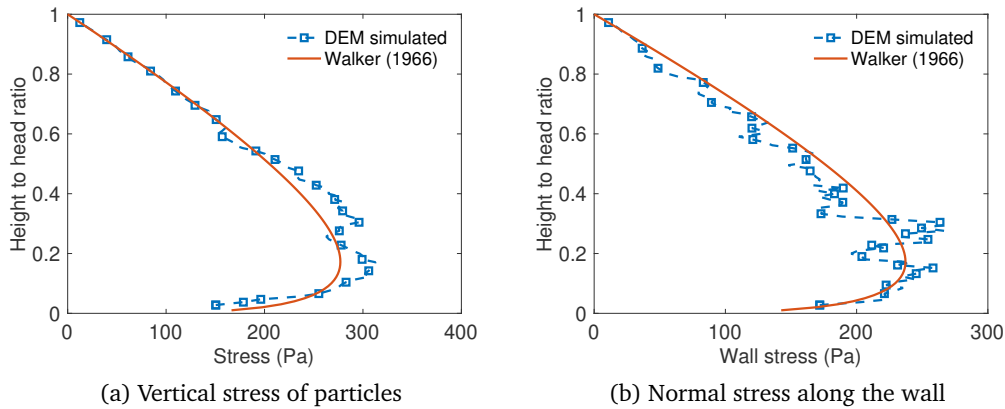 1
0.8
0.6
0.4
0.2
0
Height to head ratio
DEM simulated
Walker (1966)
0 100 200 300 400
Stress (Pa)
(a) Vertical stress of particles
1
0.8
0.6
0.4
0.2
0
Height to head ratio
DEM simulated
Walker (1966)
0 100 200 300
Wall stress (Pa)
(b) Normal stress along the wall